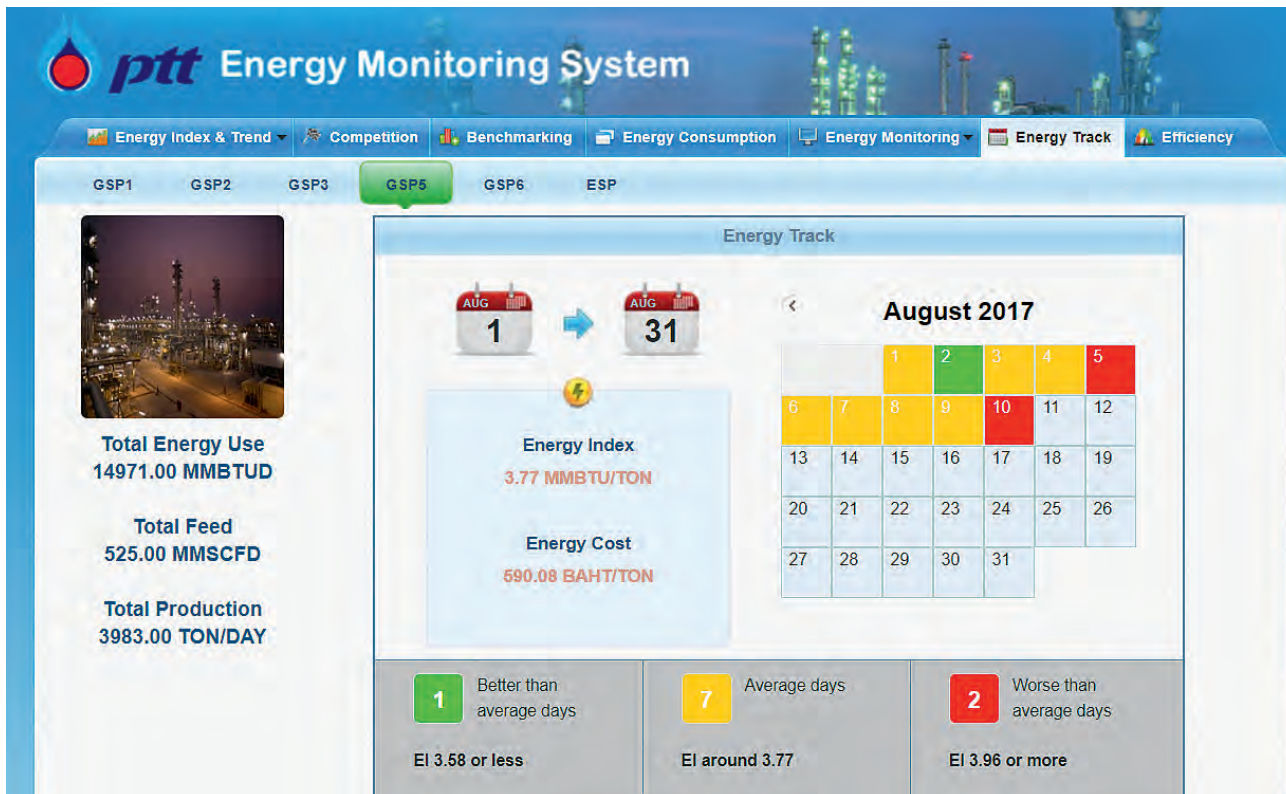 ptt Energy Monitoring System
Energy Index & Trend Competition Benchmarking Energy Consumption Energy Monitoring Energy Track Efficiency
GSP1 GSP2 GSP3 GSP5 GSP6 ESP
Energy Track
AUG
1
AUG
31
Energy Index
3.77 MMBTU/TON
Energy Cost
590.08 BAHT/TON
August 2017
1 2 3 4 5
6 7 8 9 10 11 12
13 14 15 16 17 18 19
20 21 22 23 24 25 26
27 28 29 30 31
Total Energy Use
14971.00 MMBTUD
Total Feed
525.00 MMSCFD
Total Production
3983.00 TON/DAY
1
Better than
average days
EI 3.58 or less
7
Average days
EI around 3.77
2
Worse than
average days
EI 3.96 or more